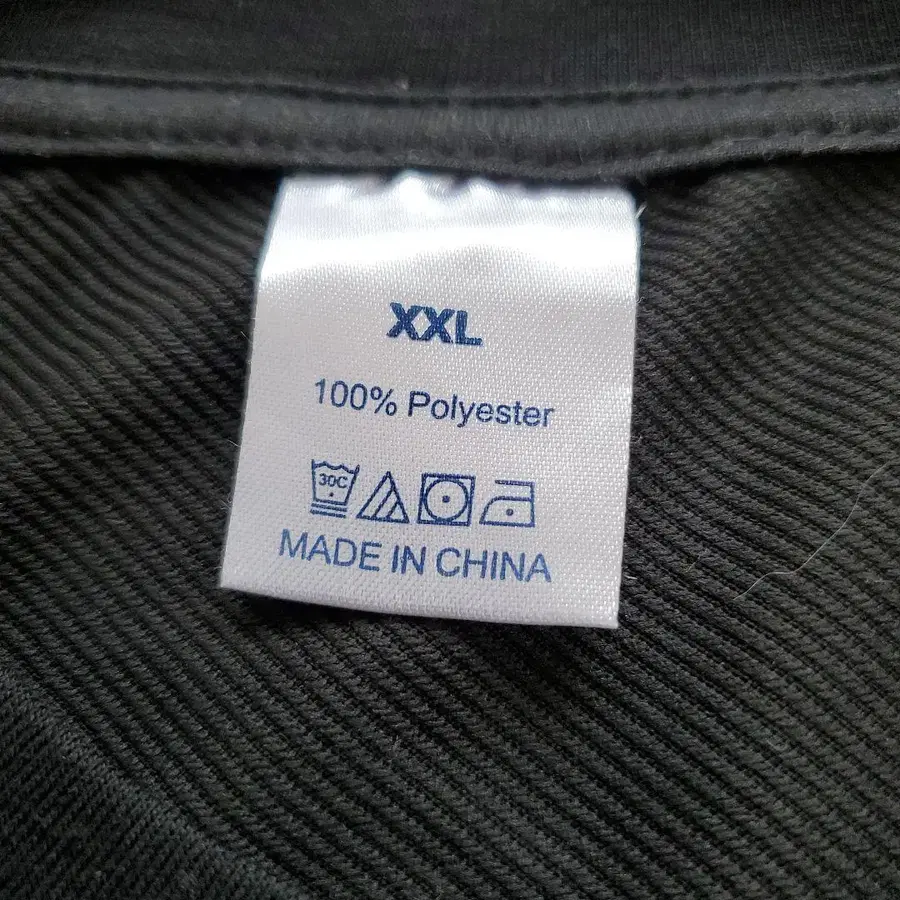 XXL
100% Polyester
30C
MADE IN CHINA